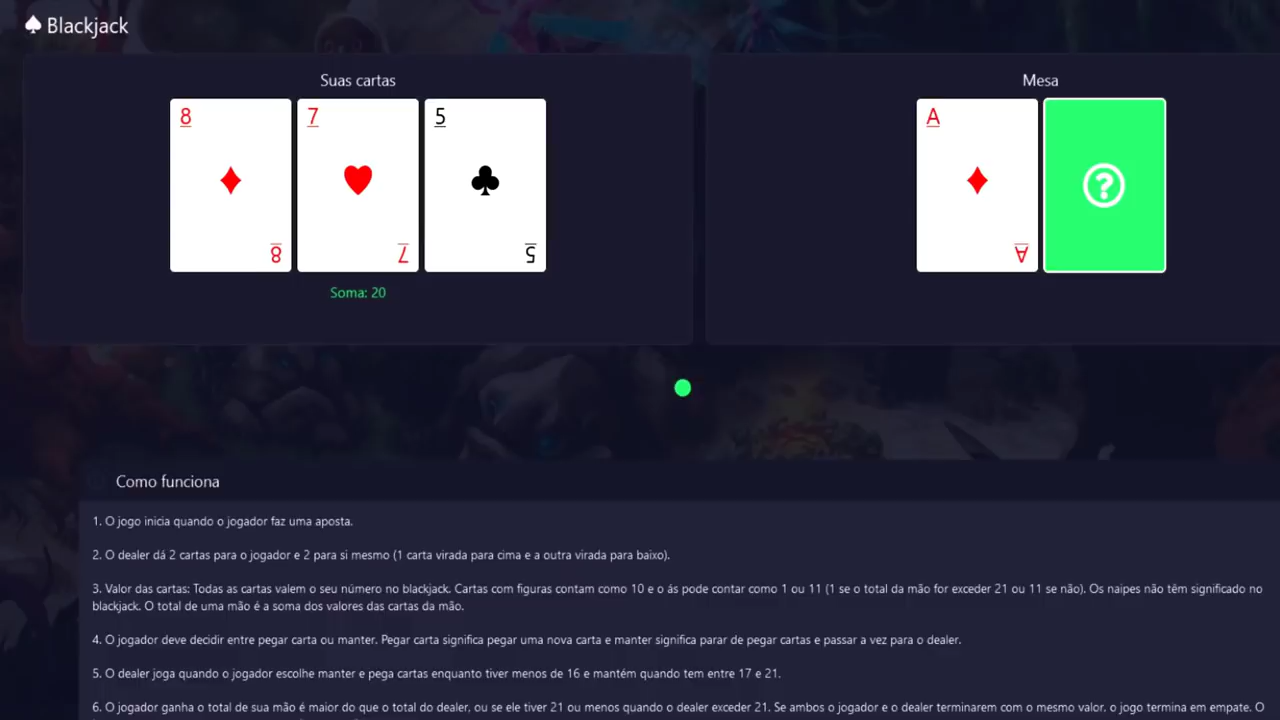 Blackjack
Suas cartas
Mesa
8
7
5
A
8
7
5
A
Soma: 20
Como funciona
1. O jogo inicia quando o jogador faz uma aposta.
2. O dealer dá 2 cartas para o jogador e 2 para si mesmo (1 carta virada para cima e a outra virada para baixo).
3. Valor das cartas: Todas as cartas valem o seu número no blackjack. Cartas com figuras contam como 10 e o ás pode contar como 1 ou 11 (1 se o total da mão for exceder 21 ou 11 se não). Os naipes não têm significado no
blackjack. O total de uma mão é a soma dos valores das cartas da mão.
4. O jogador deve decidir entre pegar carta ou manter. Pegar carta significa pegar uma nova carta e manter significa parar de pegar cartas e passar a vez para o dealer.
5. O dealer joga quando o jogador escolhe manter e pega cartas enquanto tiver menos de 16 e mantém quando tem entre 17 e 21.
6. O jogador ganha o total de sua mão é maior do que o total do dealer, ou se ele tiver 21 ou menos quando o dealer exceder 21. Se ambos o jogador e o dealer terminarem com o mesmo valor, o jogo termina em empate. O